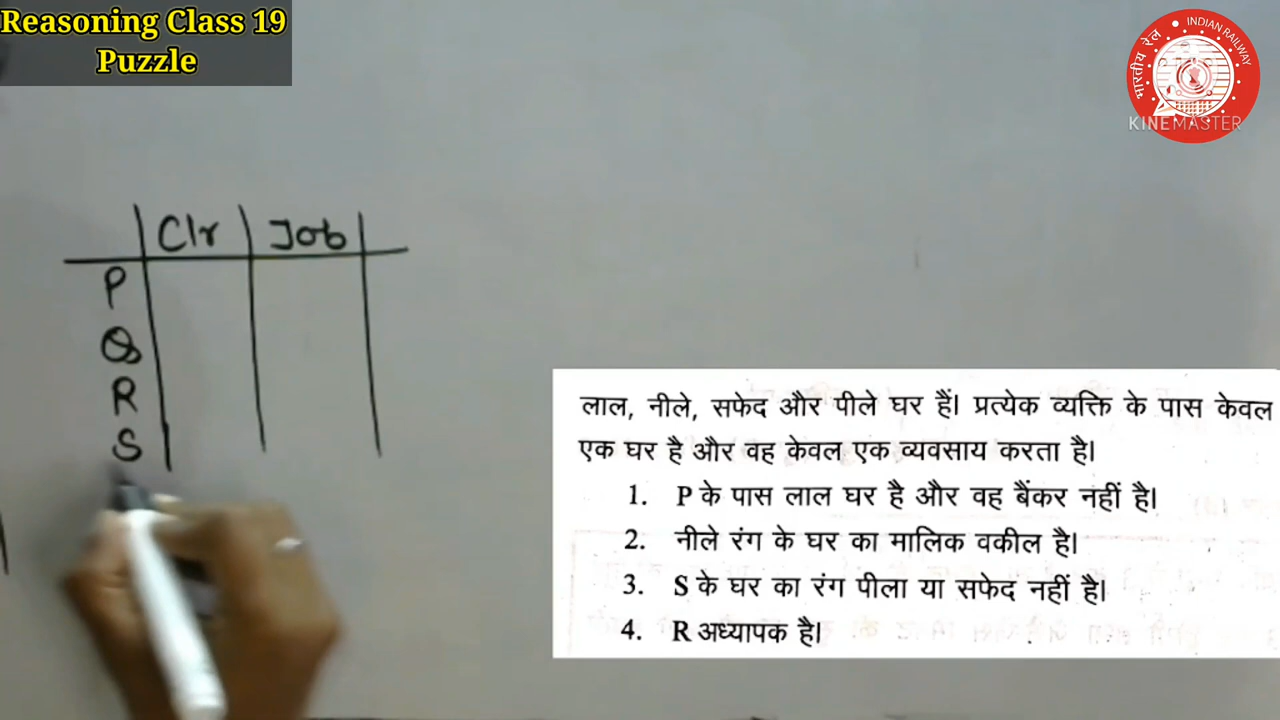 Reasoning Class 19
Puzzle
भारतीय रेल
INDIAN RAILWAY
KINEMASTER
Clr Job
P
Q
R
S
लाल, नीले, सफेद और पीले घर हैं। प्रत्येक व्यक्ति के पास केवल
एक घर है और वह केवल एक व्यवसाय करता है।
1. P के पास लाल घर है और वह बैंकर नहीं है।
2. नीले रंग के घर का मालिक वकील है।
3. S के घर का रंग पीला या सफेद नहीं है।
4. R अध्यापक है।